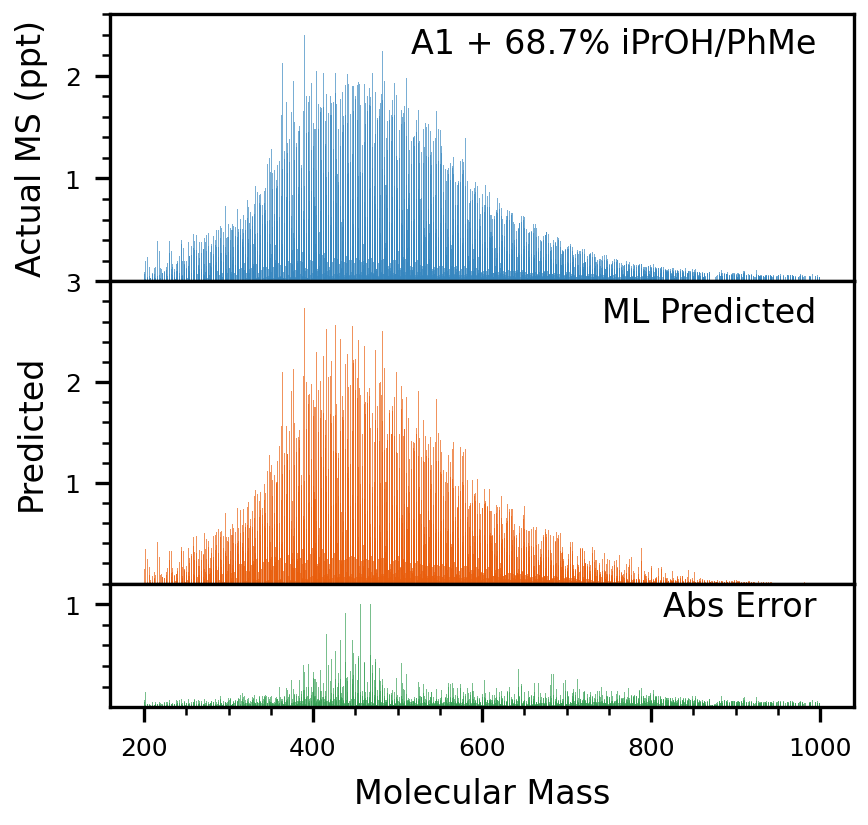 A1 + 68.7% iPrOH/PhMe
Actual MS (ppt)
2
1
3
ML Predicted
Predicted
2
1
Abs Error
1
200 400 600 800 1000
Molecular Mass